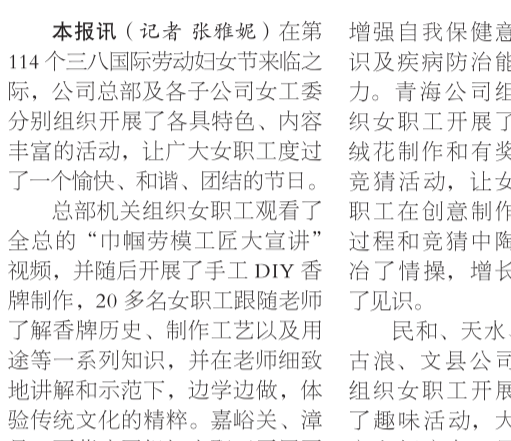 本报讯（记者 张雅妮）在第
114 个三八国际劳动妇女节来临之
际，公司总部及各子公司女工委
分别组织开展了各具特色、内容
丰富的活动，让广大女职工度过
了一个愉快、和谐、团结的节日。
总部机关组织女职工观看了
全总的“巾帼劳模工匠大宣讲”
视频，并随后开展了手工 DIY 香
牌制作，20 多名女职工跟随老师
了解香牌历史、制作工艺以及用
途等一系列知识，并在老师细致
地讲解和示范下，边学边做，体
验传统文化的精粹。嘉峪关、漳
增强自我保健意
识及疾病防治能
力。青海公司组
织女职工开展了
绒花制作和有奖
竞猜活动，让女
职工在创意制作
过程和竞猜中陶
冶了情操，增长
了见识。
民和、天水、
古浪、文县公司
组织女职工开展
了趣味活动，大